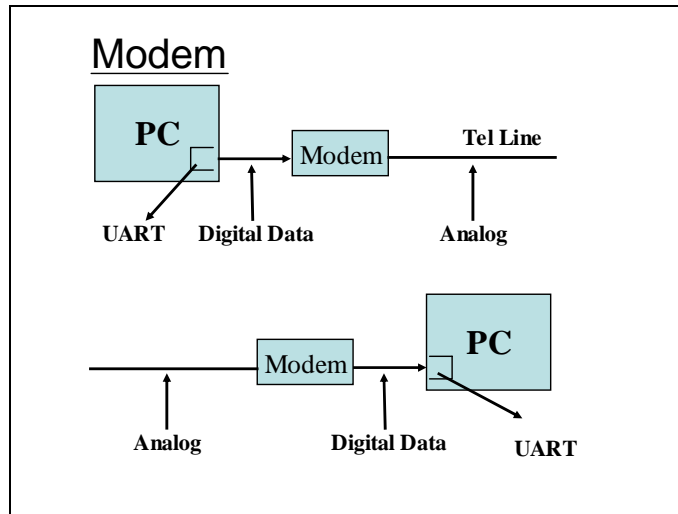 Modem
PC
Modem
Tel Line
UART
Digital Data
Analog
PC
Modem
Analog
Digital Data
UART